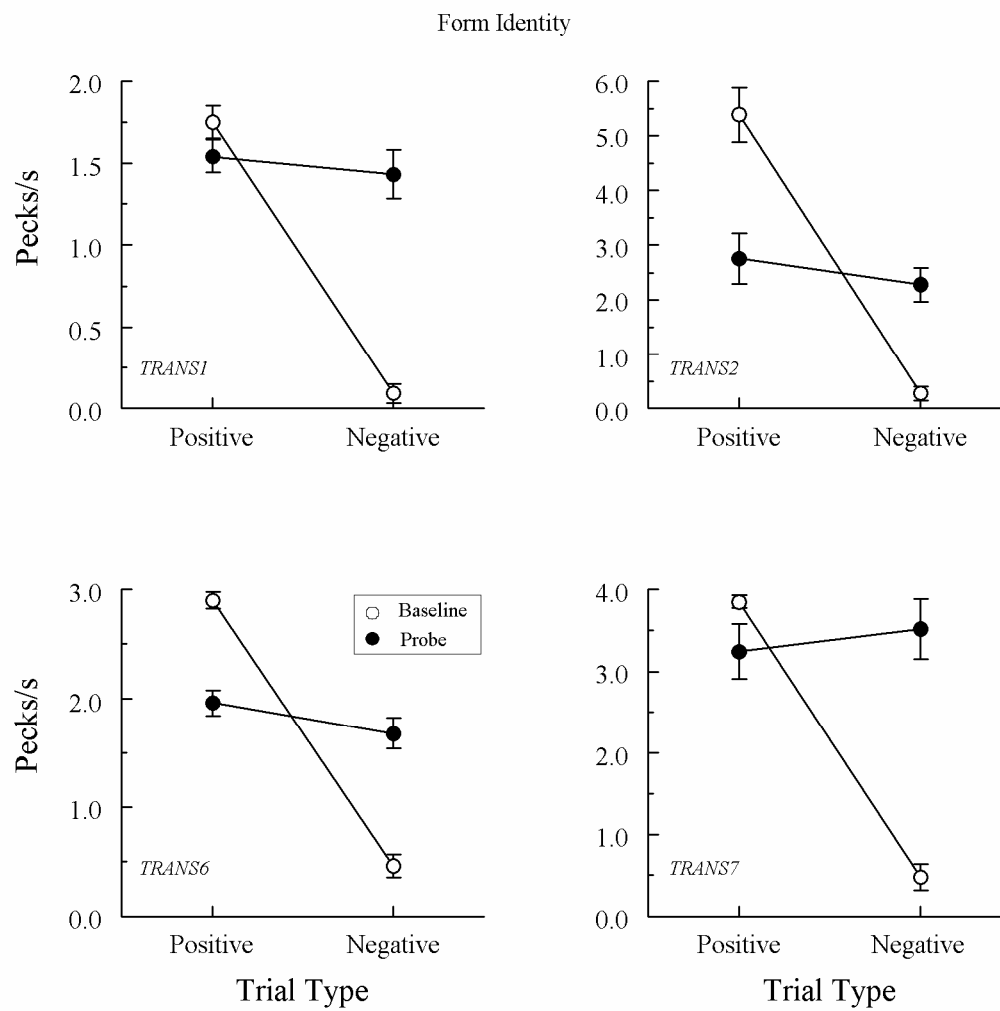 Form Identity
Pecks/s
2.0
1.5
1.0
0.5
0.0
TRANS1
Positive Negative
6.0
5.0
4.0
3.0
2.0
1.0
0.0
TRANS2
Positive Negative
Pecks/s
3.0
2.0
1.0
0.0
Baseline
Probe
TRANS6
Positive Negative
Trial Type
4.0
3.0
2.0
1.0
0.0
TRANS7
Positive Negative
Trial Type